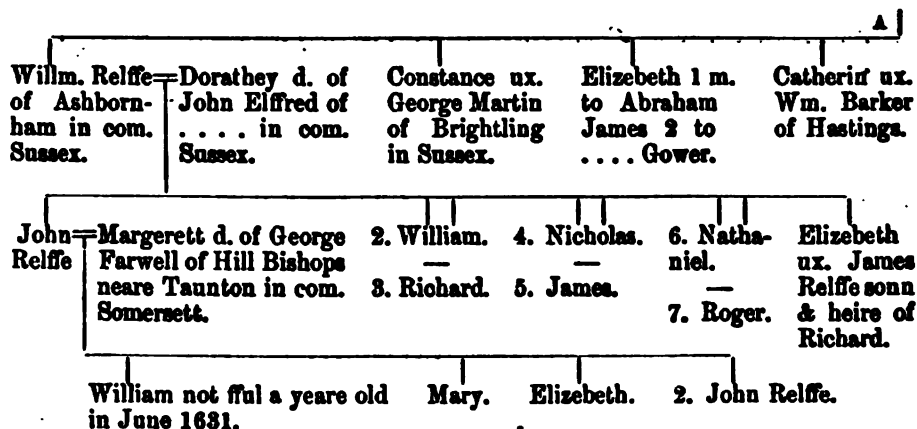 A
Willm. Relffe=Dorathey d. of
of Ashborn-
ham in com.
Sussex.
John Elffred of
. . . . in com.
Sussex.
Constance ux.
George Martin
of Brightling
in Sussex.
Elizebeth 1 m.
to Abraham
James 2 to
. . . . Gower.
Catherin ux.
Wm. Barker
of Hastings.
John=Margerett d. of George
Relffe
Farwell of Hill Bishops
neare Taunton in com.
Somersett.
2. William.
—
3. Richard.
4. Nicholas.
—
5. James.
6. Natha-
niel.
—
7. Roger.
Elizebeth
ux. James
Relffe sonn
& heire of
Richard.
William not fful a yeare old
in June 1631.
Mary.
Elizebeth.
2. John Relffe.